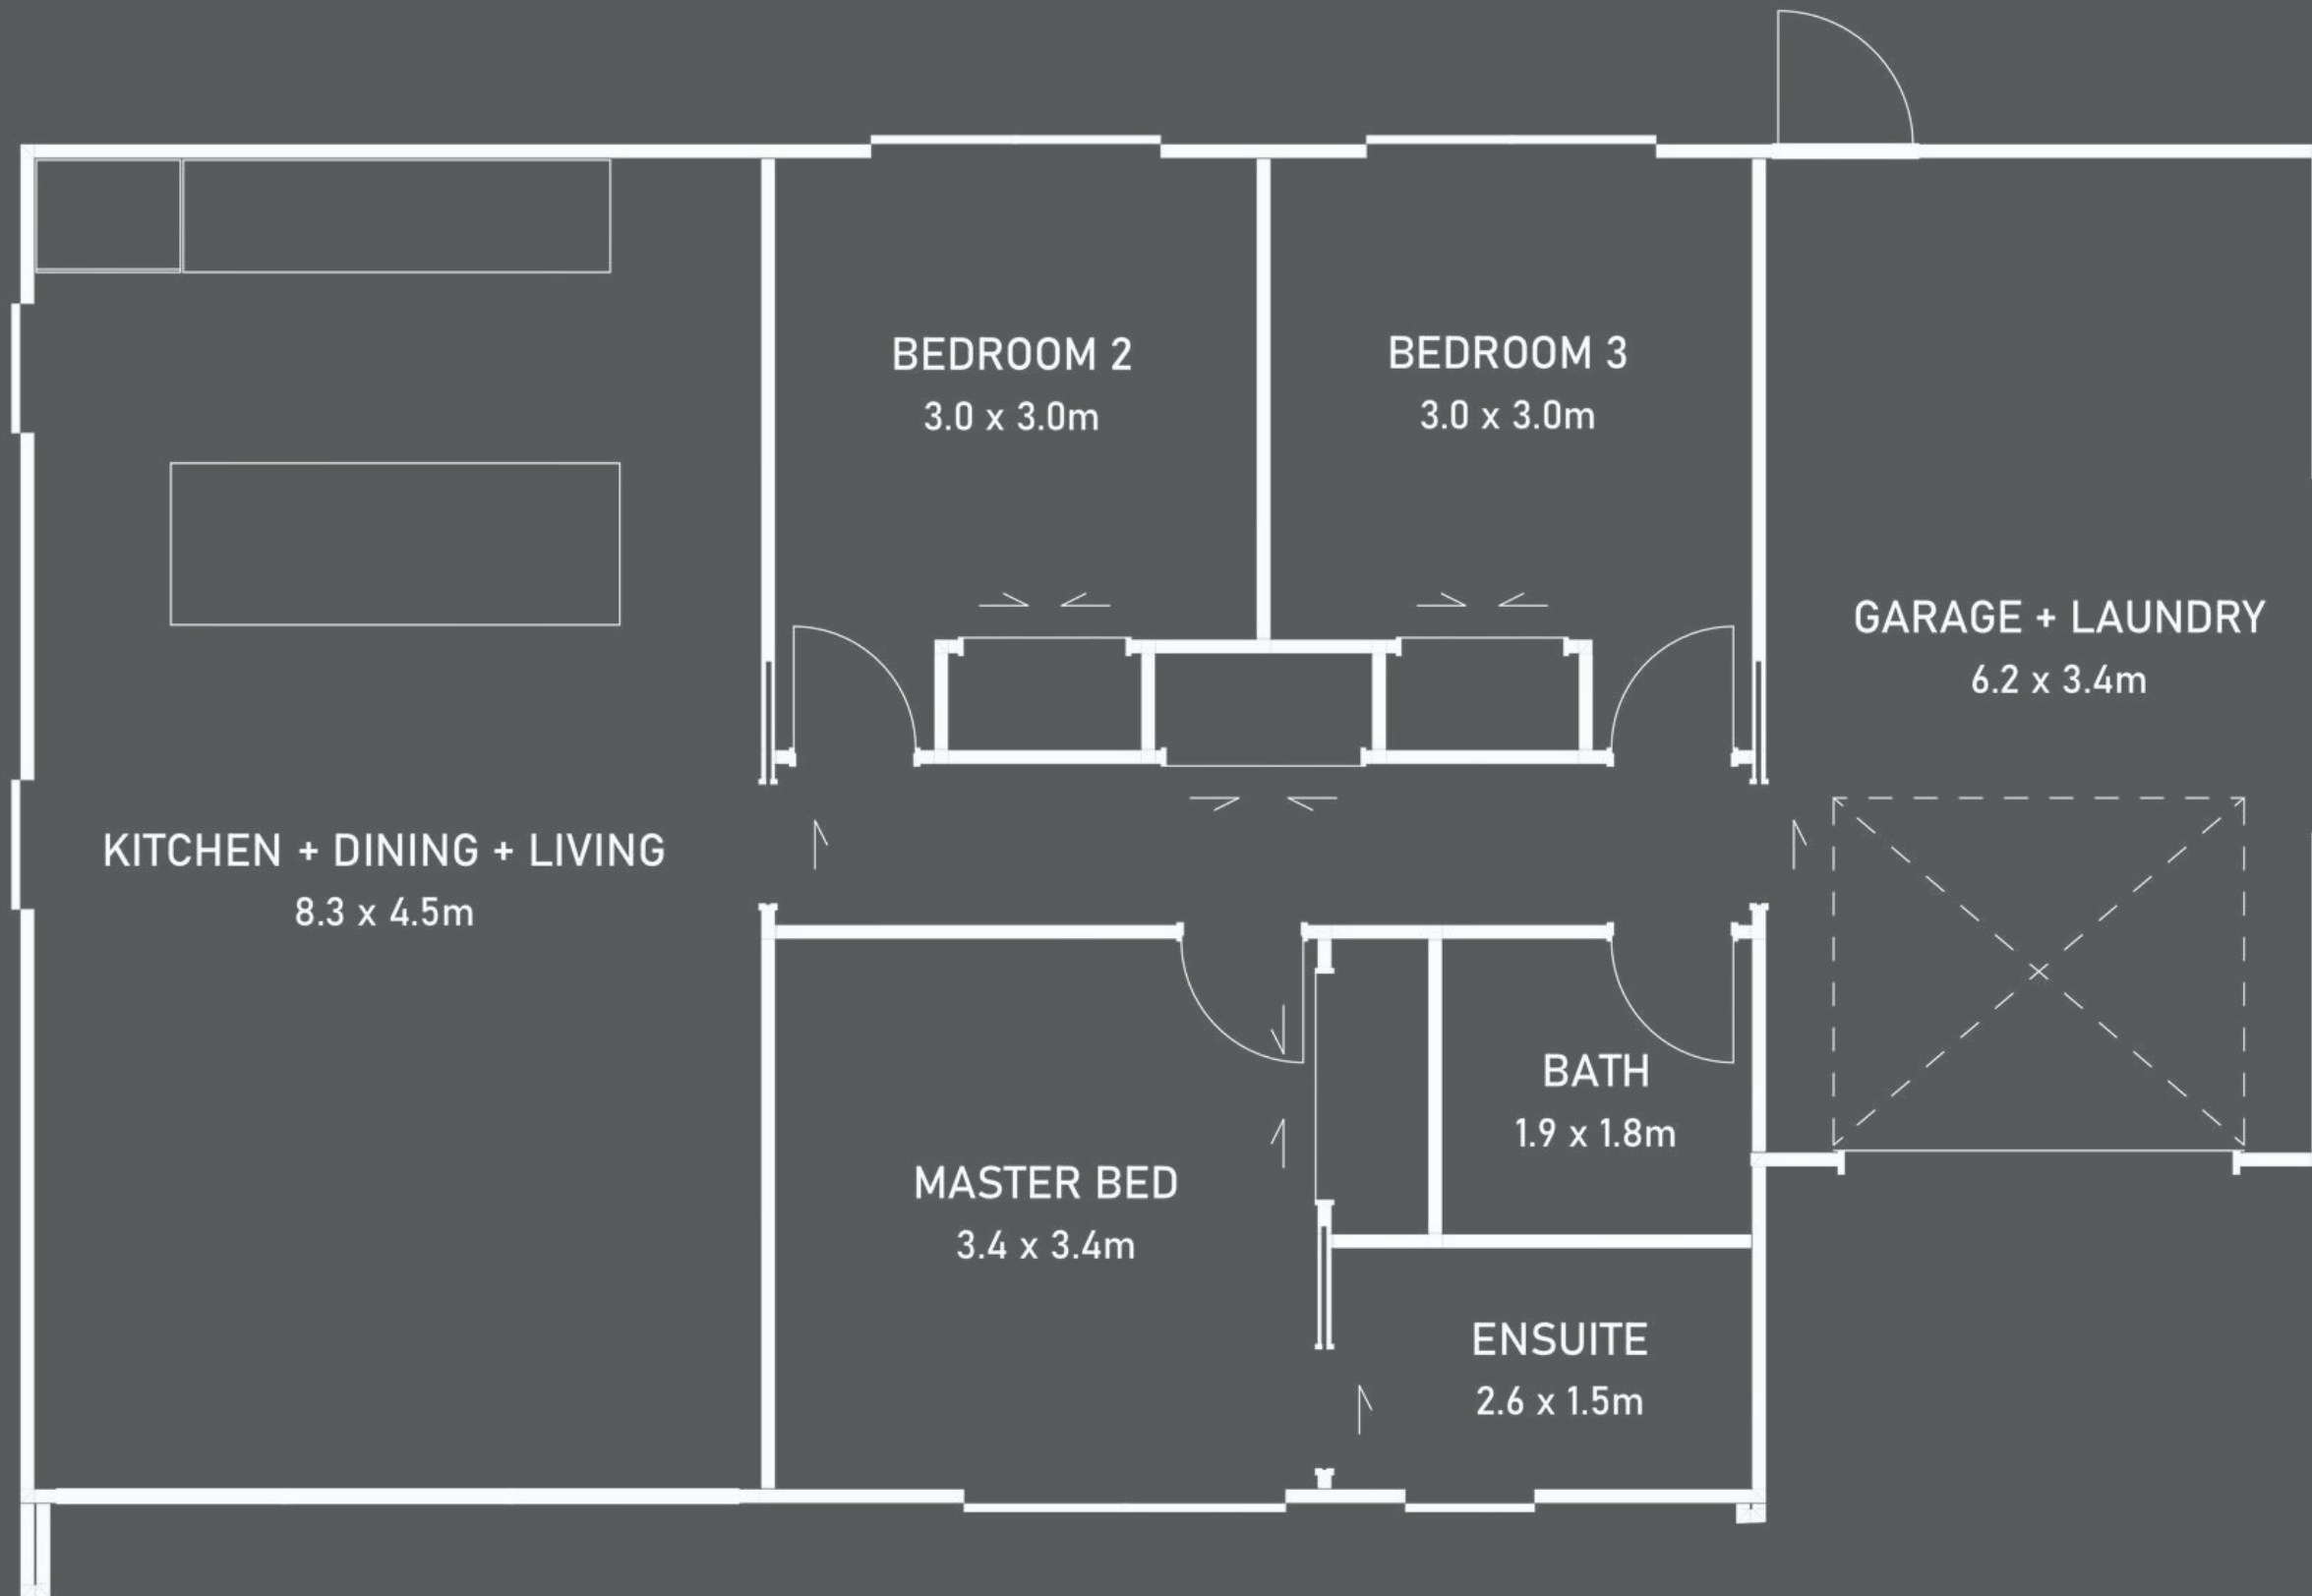 BEDROOM 2
3.0 x 3.0m
BEDROOM 3
3.0 x 3.0m
GARAGE + LAUNDRY
6.2 x 3.4m
KITCHEN + DINING + LIVING
8.3 x 4.5m
BATH
1.9 x 1.8m
MASTER BED
3.4 x 3.4m
ENSUITE
2.6 x 1.5m